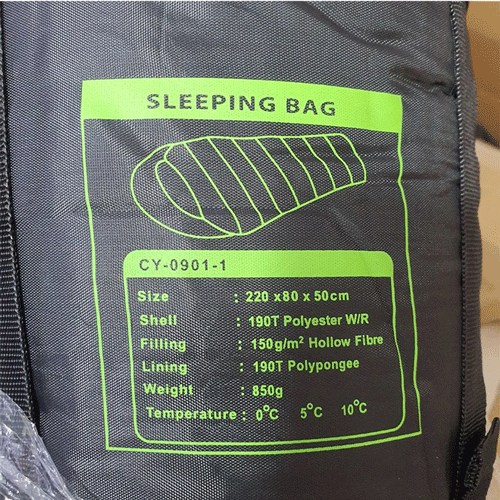 SLEEPING BAG
CY-0901-1
Size : 220 x80 x 50cm
Shell : 190T Polyester W/R
Filling : 150g/m² Hollow Fibre
Lining : 190T Polypongee
Weight : 850g
Temperature : 0°C 5°C 10°C